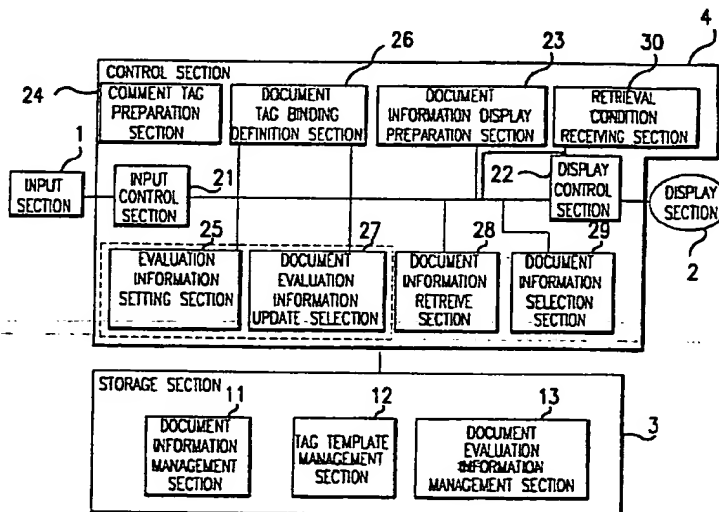 4
26
23
30
24
CONTROL SECTION
COMMENT TAG
PREPARATION
SECTION
DOCUMENT
TAG BINDING
DEFINITION SECTION
DOCUMENT
INFORMATION DISPLAY
PREPARATION SECTION
RETRIEVAL
CONDITION
RECEIVING SECTION
1
INPUT
SECTION
INPUT
CONTROL
SECTION
21
22
DISPLAY
CONTROL
SECTION
DISPLAY
SECTION
2
25
EVALUATION
INFORMATION
SETTING SECTION
27
DOCUMENT
EVALUATION
INFORMATION
UPDATE SELECTION
28
DOCUMENT
INFORMATION
RETREIVE
SECTION
29
DOCUMENT
INFORMATION
SELECTION
SECTION
STORAGE SECTION
11
DOCUMENT
INFORMATION
MANAGEMENT
SECTION
12
TAG TEMPLATE
MANAGEMENT
SECTION
13
DOCUMENT
EVALUATION
INFORMATION
MANAGEMENT SECTION
3